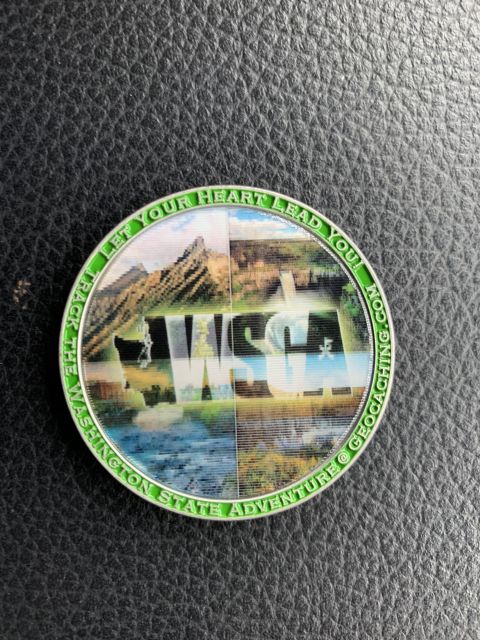 Let Your Heart Lead You!
Track the Washington State Adventure @ Geocaching.com
WSGA